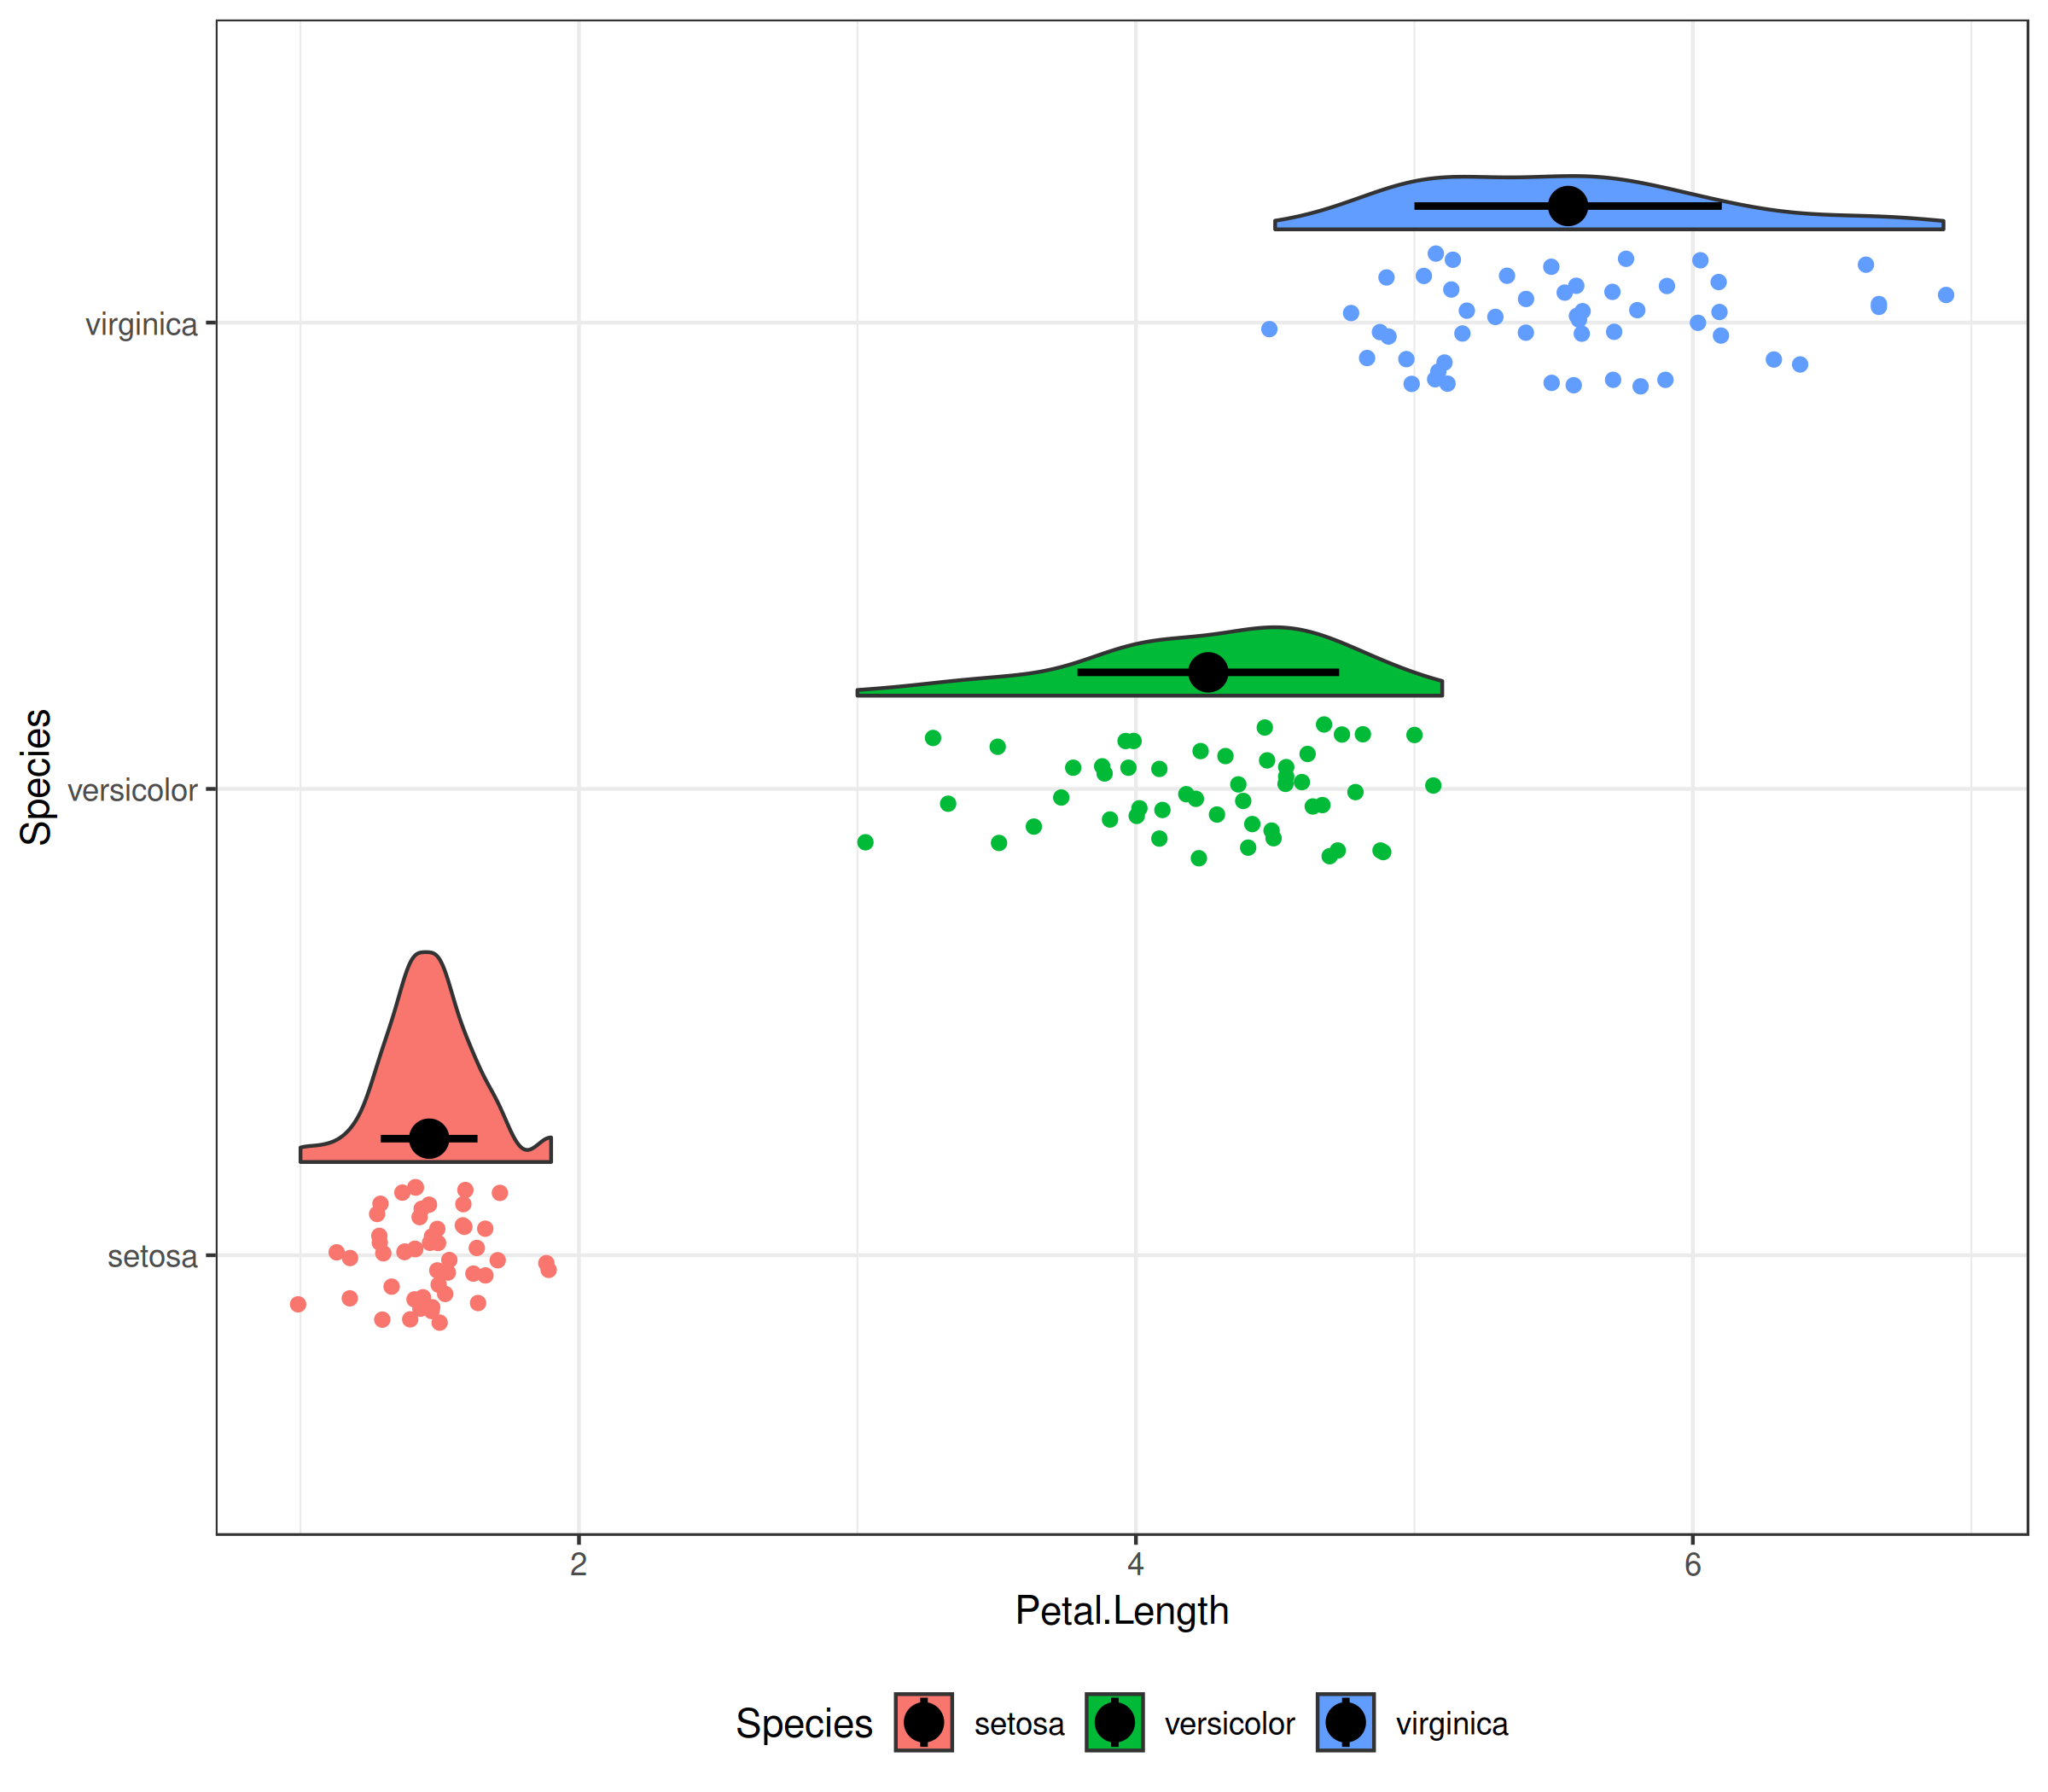 virginica
versicolor
setosa
Species
2 4 6
Petal.Length
Species setosa versicolor virginica